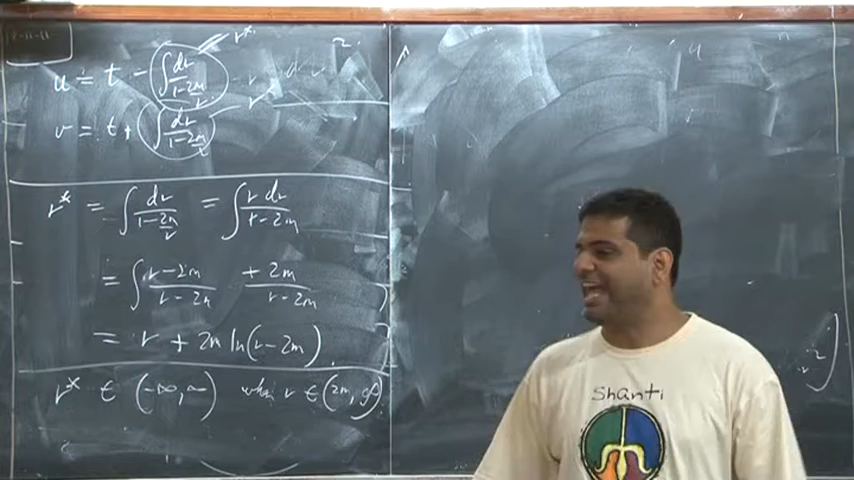 u = t - ∫ dr / (1 - 2m/r) r*
v = t + ∫ dr / (1 - 2m/r) r*
r* = ∫ dr / (1 - 2m/r) = ∫ r dr / (r - 2m)
= ∫ (r - 2m) / (r - 2m) + 2m / (r - 2m)
= r + 2m ln(r - 2m)
r* ∈ (-∞, ∞) when r ∈ (2m, ∞)
Shanti